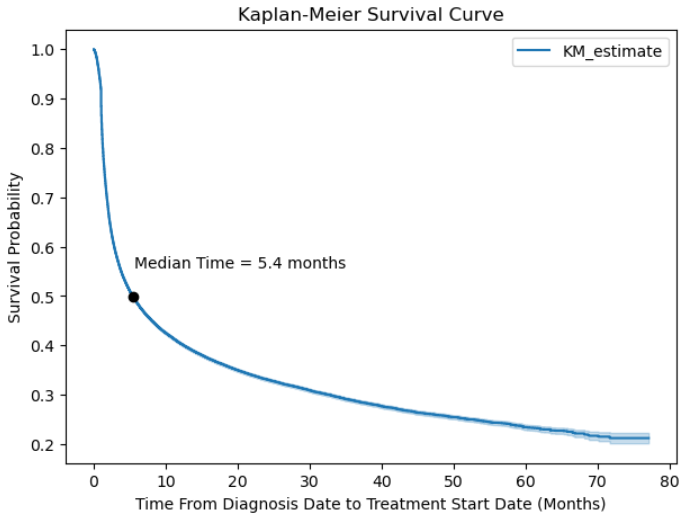 Kaplan-Meier Survival Curve
KM_estimate
Survival Probability
1.0
0.9
0.8
0.7
0.6
0.5
0.4
0.3
0.2
Median Time = 5.4 months
0 10 20 30 40 50 60 70 80
Time From Diagnosis Date to Treatment Start Date (Months)